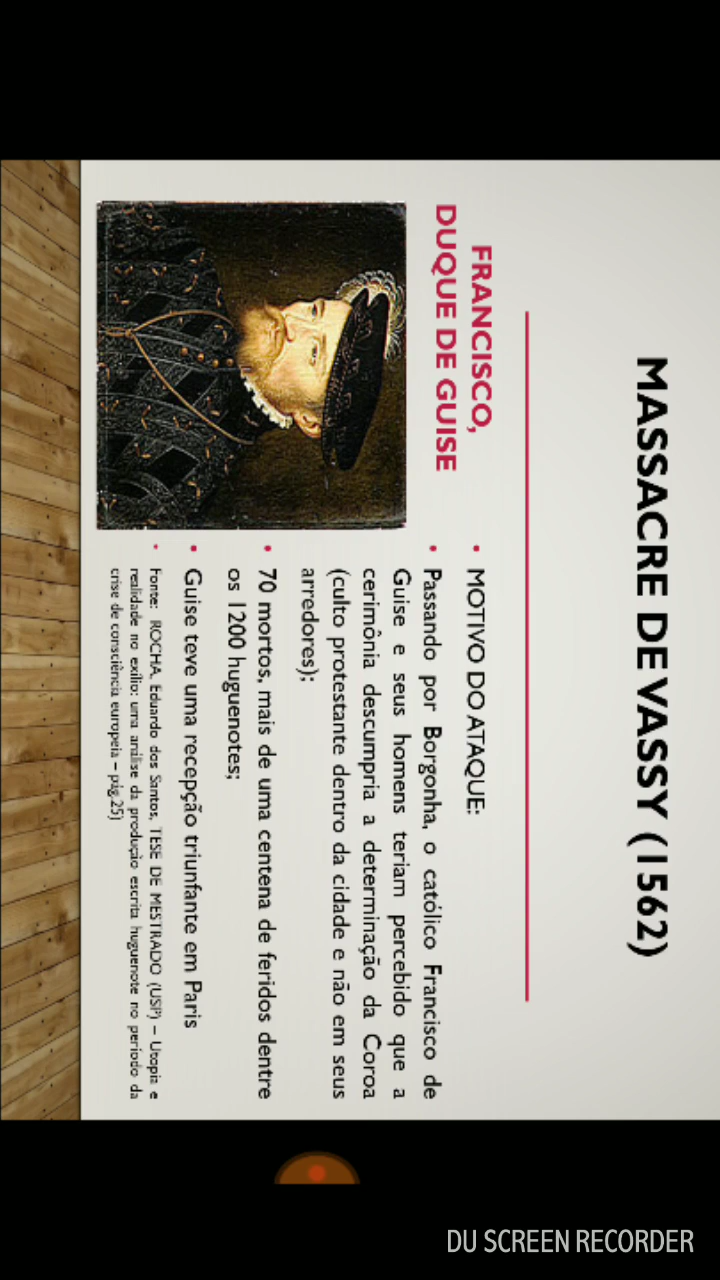 MASSACRE DE VASSY (1562)
FRANCISCO,
DUQUE DE GUISE
• MOTIVO DO ATAQUE:
• Passando por Borgonha, o católico Francisco de
Guise e seus homens teriam percebido que a
cerimônia descumpria a determinação da Coroa
(culto protestante dentro da cidade e não em seus
arredores);
• 70 mortos, mais de uma centena de feridos dentre
os 1200 huguenotes;
• Guise teve uma recepção triunfante em Paris
• Fonte: ROCHA, Eduardo dos Santos, TESE DE MESTRADO (USP) – Utopia e
realidade no exílio: uma análise da produção escrita huguenote no período da
crise de consciência europeia – pág.25)
DU SCREEN RECORDER